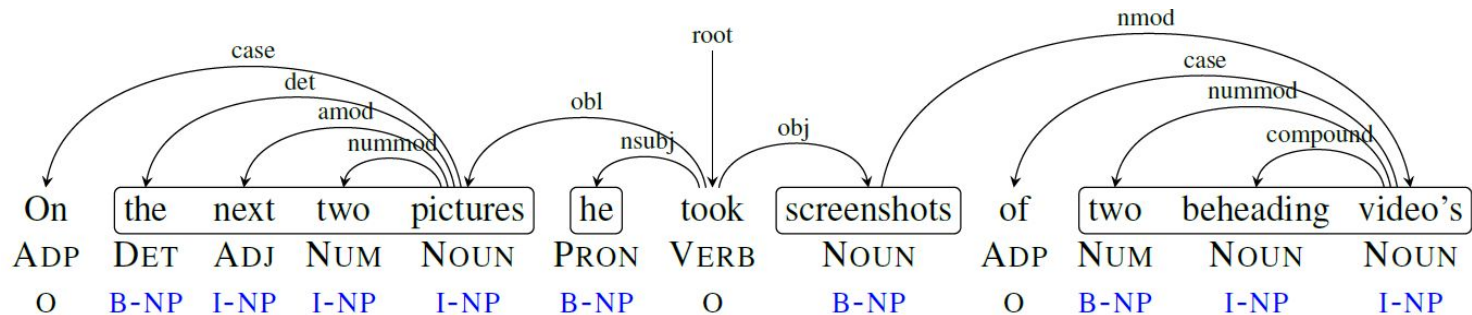 nmod
root
case
case
det
nummod
amod
obl
obj
nummod
nsubj
compound
On the next two pictures he took screenshots of two beheading video's
ADP DET ADJ NUM NOUN PRON VERB NOUN ADP NUM NOUN NOUN
O B-NP I-NP I-NP I-NP B-NP O B-NP O B-NP I-NP I-NP